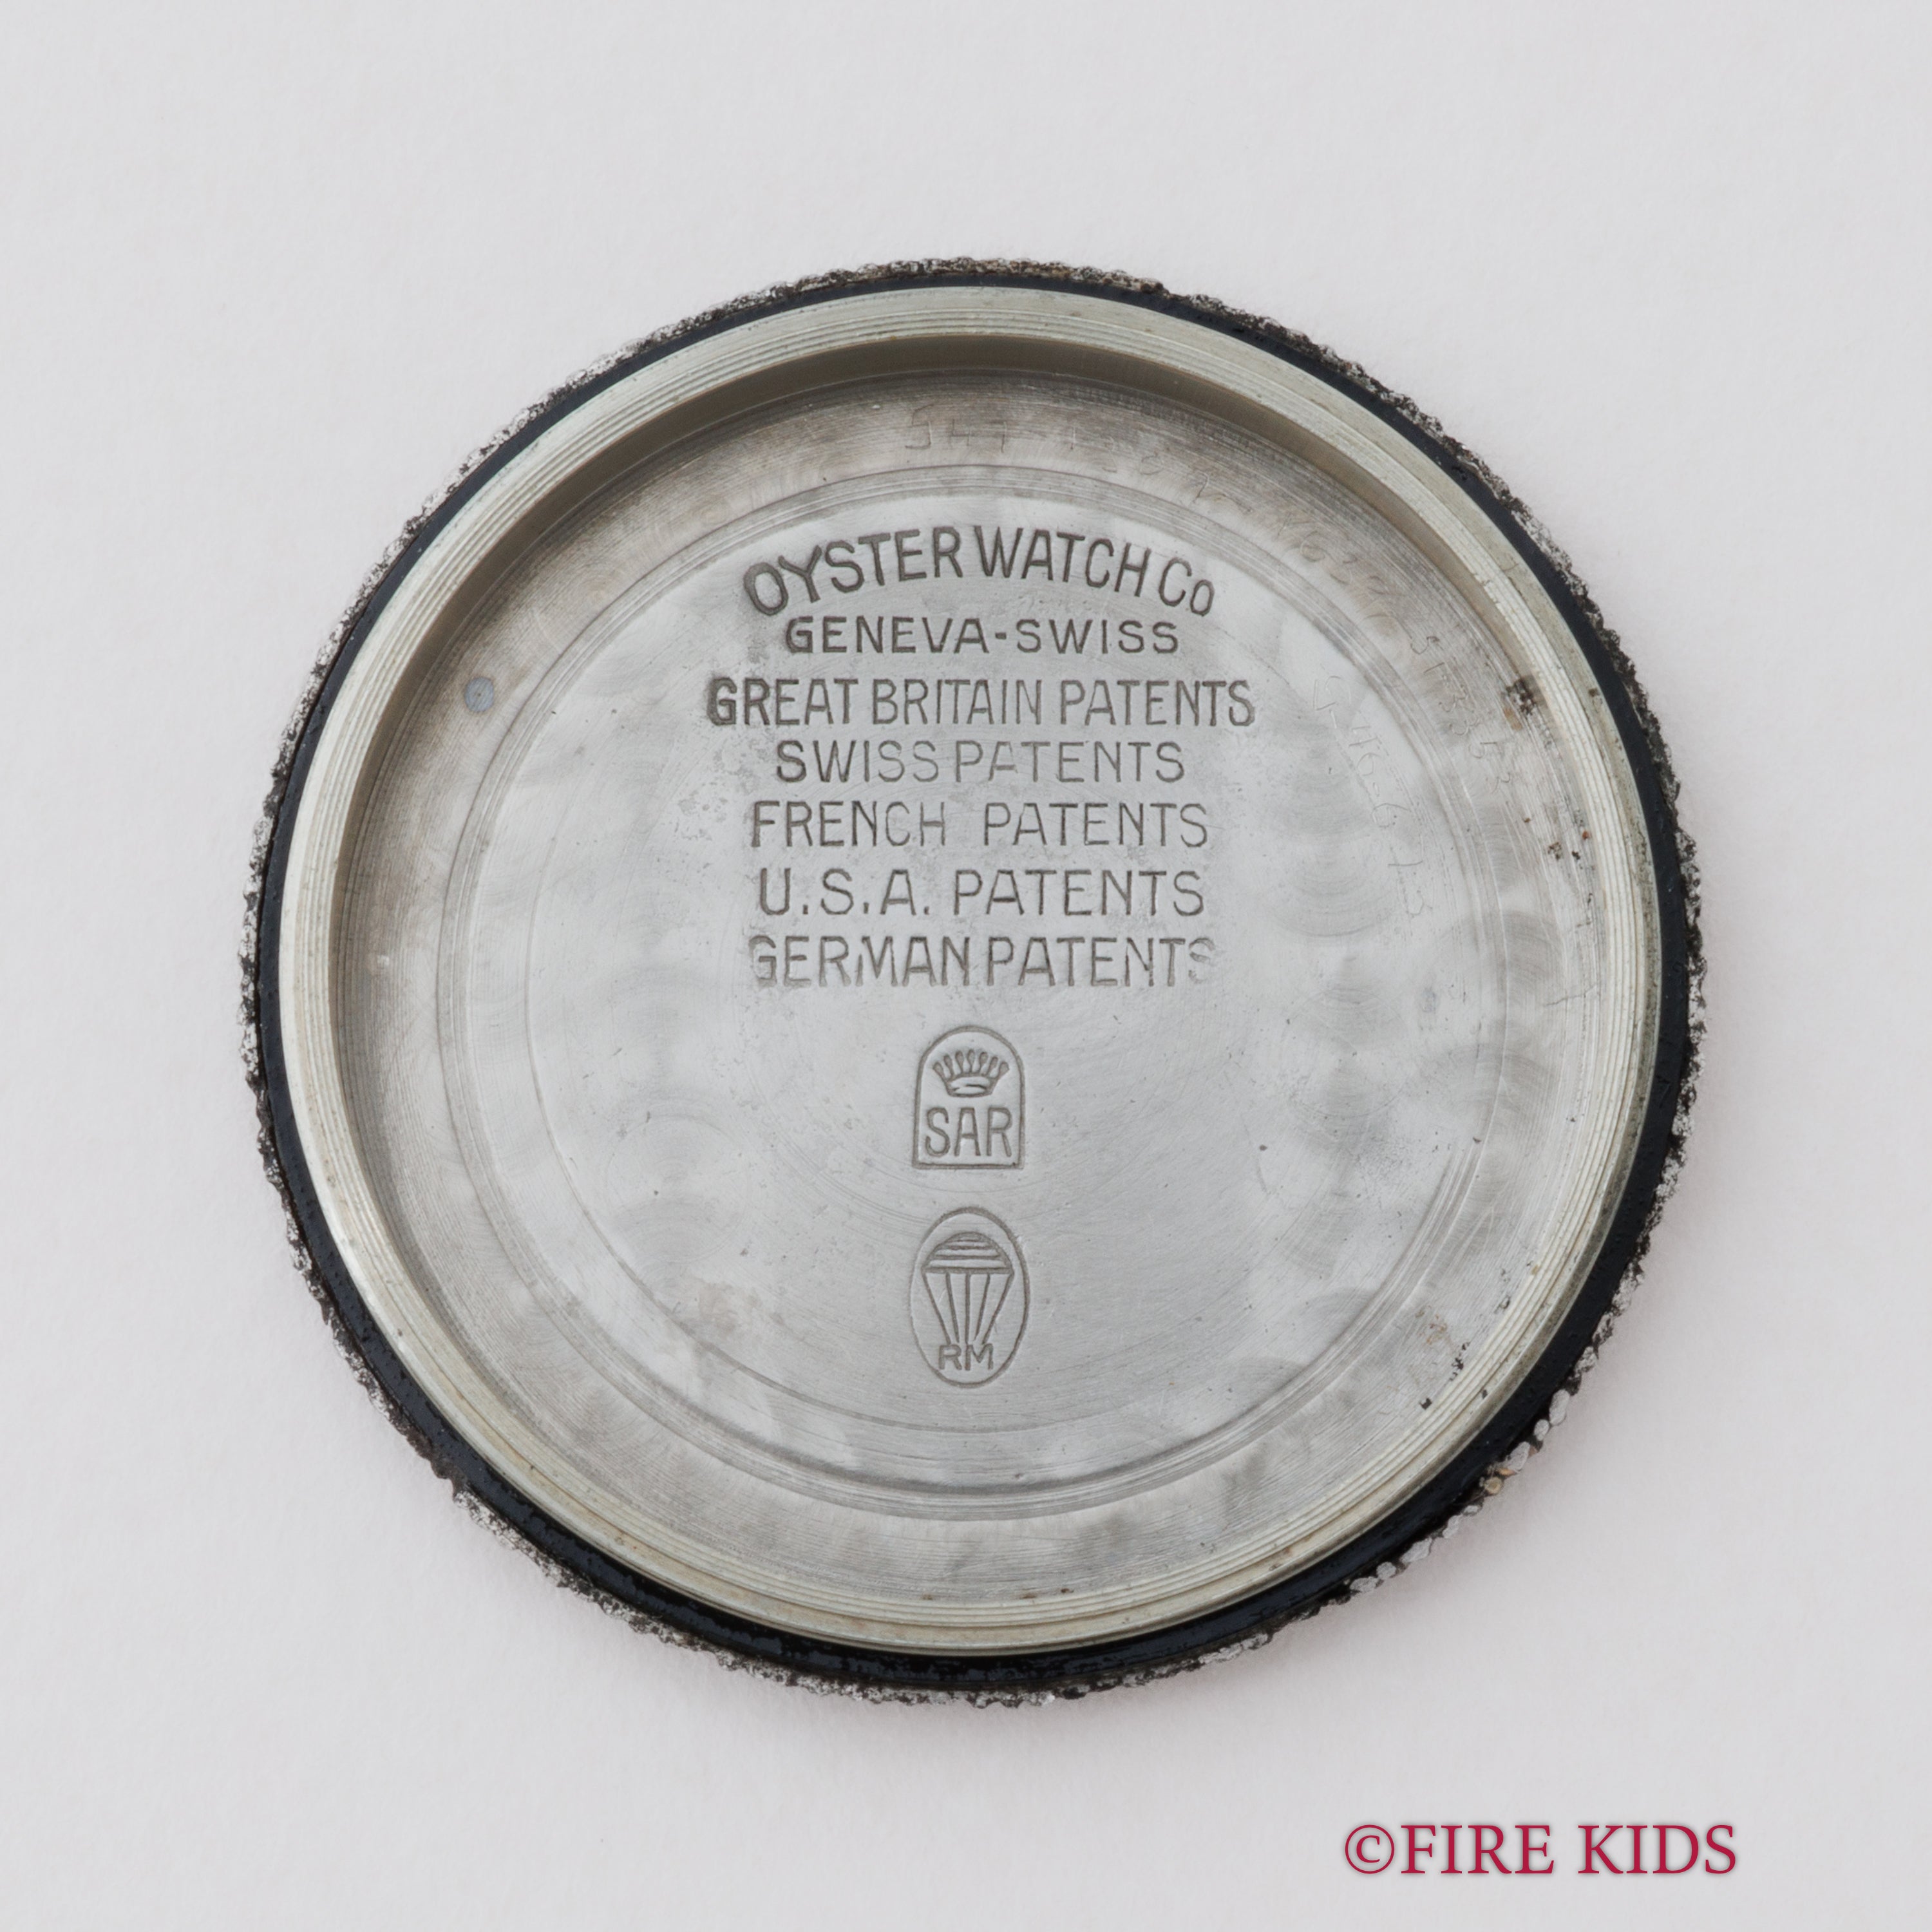 OYSTER WATCH Co
GENEVA-SWISS
GREAT BRITAIN PATENTS
SWISS PATENTS
FRENCH PATENTS
U.S.A. PATENTS
GERMAN PATENTS
SAR
RM
©FIRE KIDS